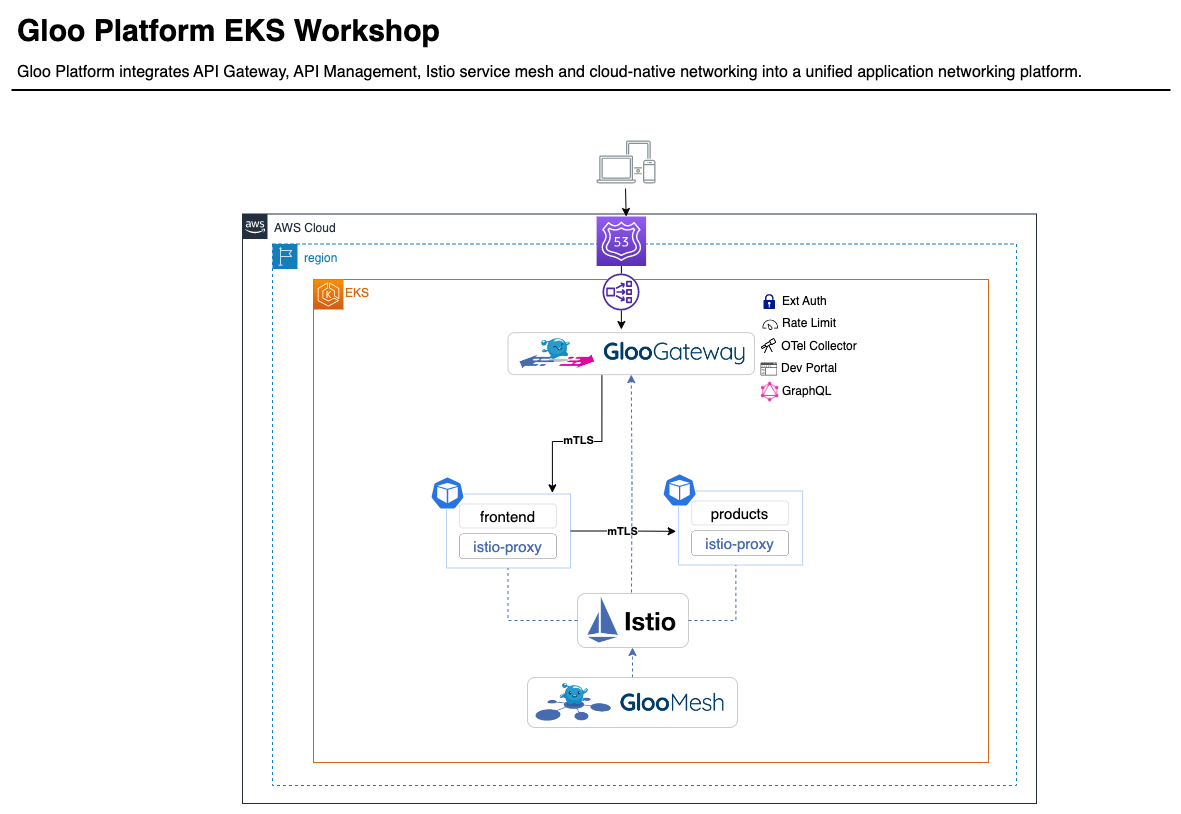 Gloo Platform EKS Workshop
Gloo Platform integrates API Gateway, API Management, Istio service mesh and cloud-native networking into a unified application networking platform.
aws
AWS Cloud
53
region
EKS
K
Ext Auth
Rate Limit
OTel Collector
Dev Portal
GraphQL
GlooGateway
mTLS
frontend
istio-proxy
mTLS
products
istio-proxy
Istio
GlooMesh